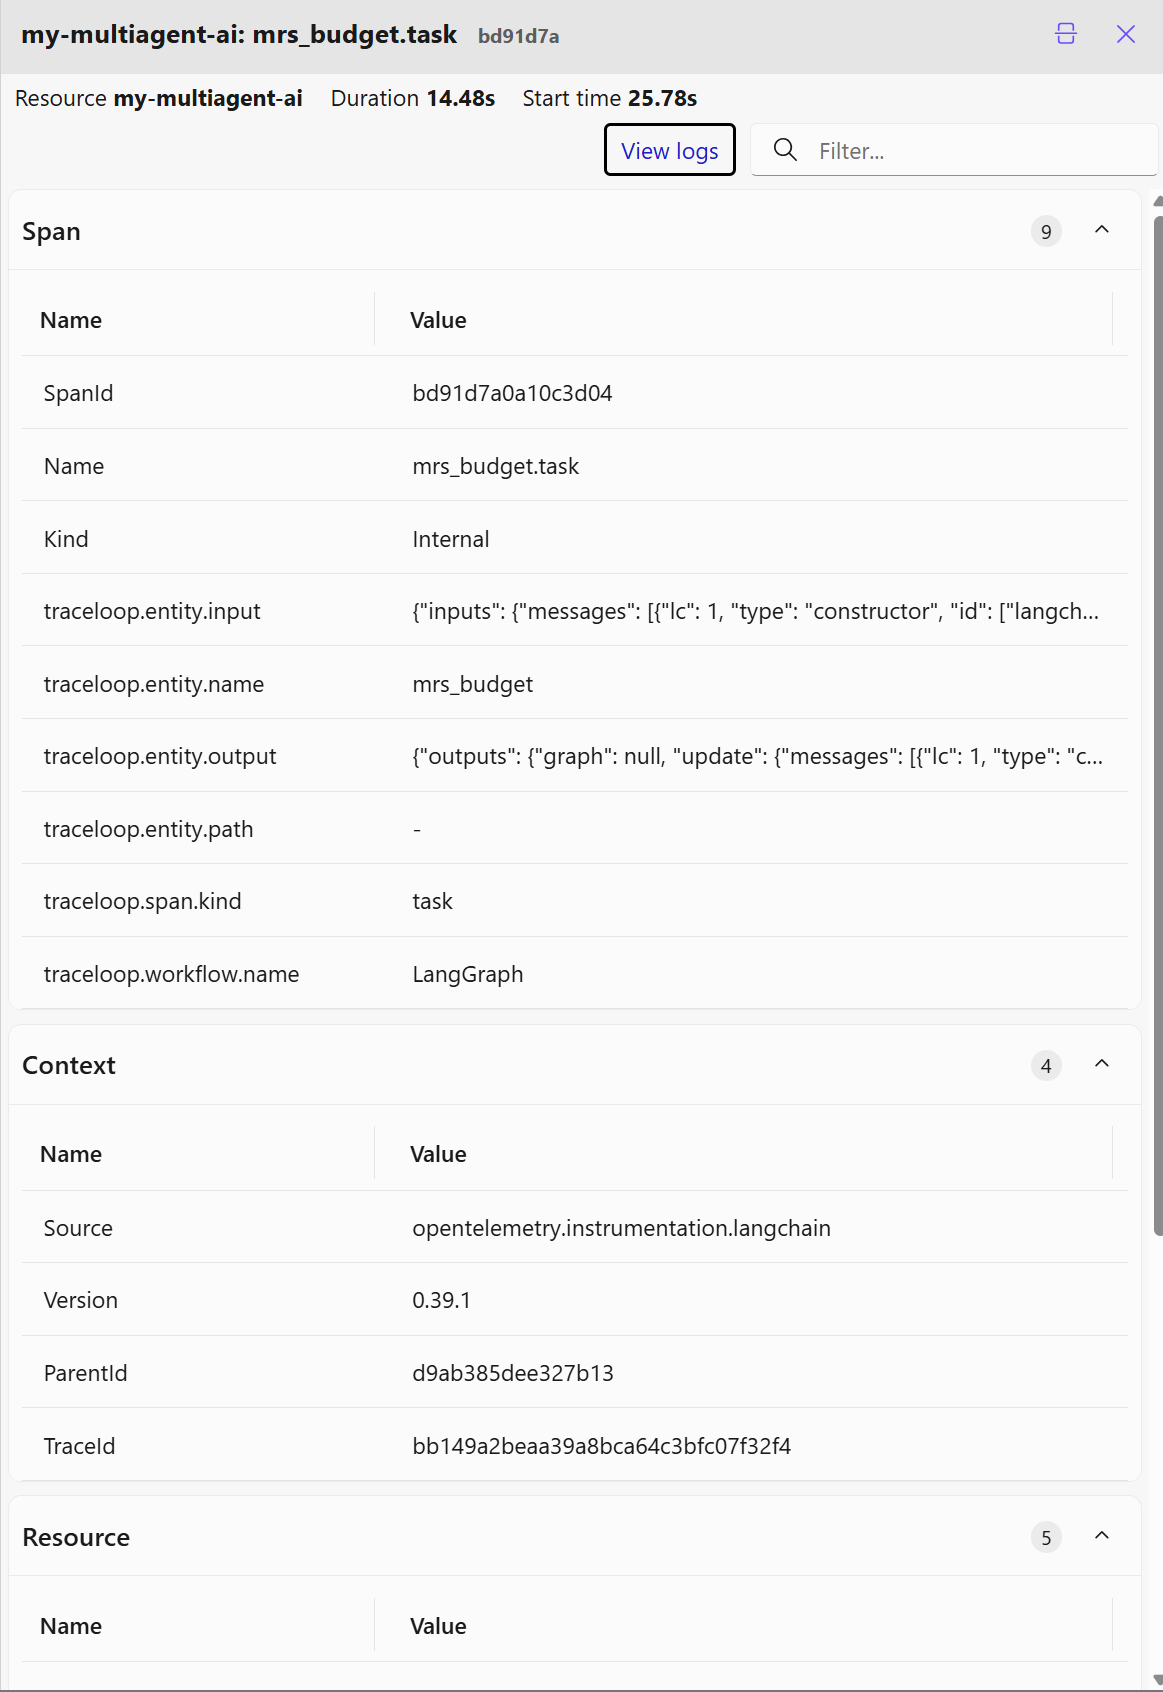 my-multiagent-ai: mrs_budget.task bd91d7a
Resource my-multiagent-ai Duration 14.48s Start time 25.78s
View logs Filter...
Span 9
Name Value
SpanId bd91d7a0a10c3d04
Name mrs_budget.task
Kind Internal
traceloop.entity.input {"inputs": {"messages": [{"lc": 1, "type": "constructor", "id": ["langch...
traceloop.entity.name mrs_budget
traceloop.entity.output {"outputs": {"graph": null, "update": {"messages": [{"lc": 1, "type": "c...
traceloop.entity.path -
traceloop.span.kind task
traceloop.workflow.name LangGraph
Context 4
Name Value
Source opentelemetry.instrumentation.langchain
Version 0.39.1
ParentId d9ab385dee327b13
TraceId bb149a2beaa39a8bca64c3bfc07f32f4
Resource 5
Name Value